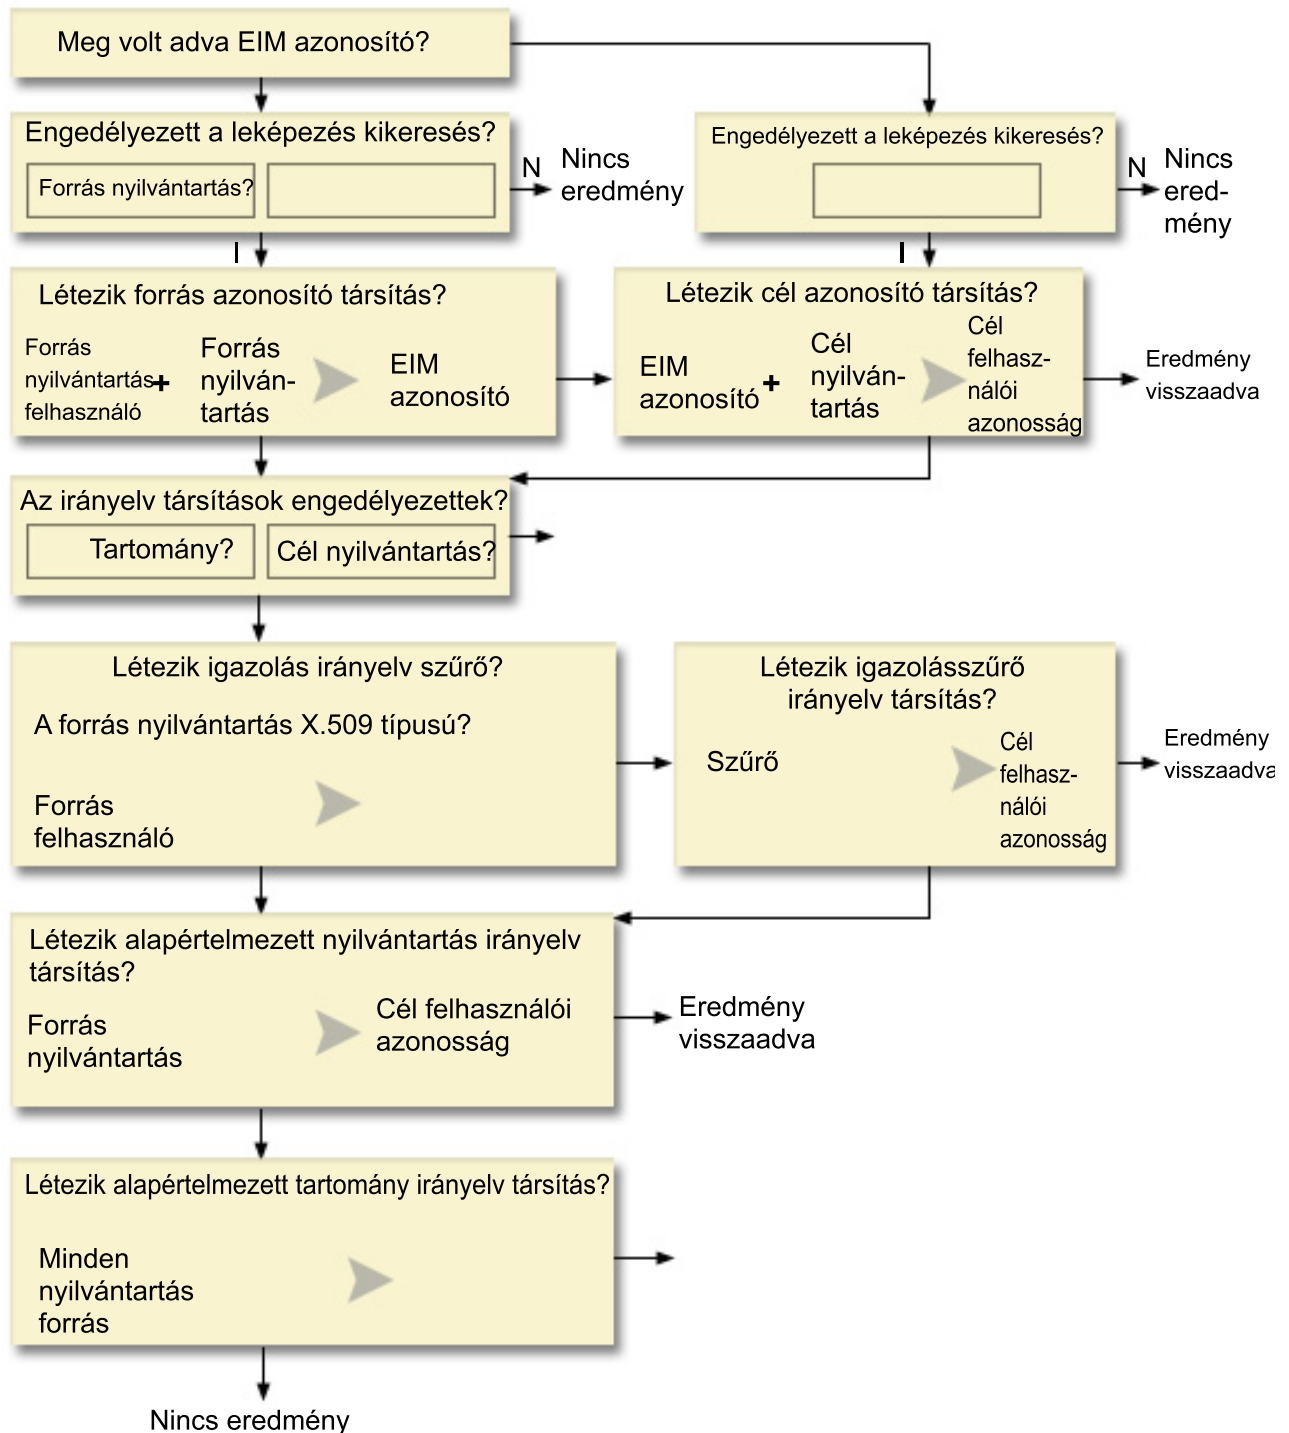 Meg volt adva EIM azonosító?
Engedélyezett a leképezés kikeresés?
Forrás nyilvántartás?
N
Nincs
eredmény
Engedélyezett a leképezés kikeresés?
N
Nincs
ered-
mény
I
I
Létezik forrás azonosító társítás?
Forrás
nyilvántartás
felhasználó
+
Forrás
nyilván-
tartás
EIM
azonosító
Létezik cél azonosító társítás?
EIM
azonosító
+
Cél
nyilván-
tartás
Cél
felhasz-
nálói
azonosság
Eredmény
visszaadva
Az irányelv társítások engedélyezettek?
Tartomány?
Cél nyilvántartás?
Létezik igazolás irányelv szűrő?
A forrás nyilvántartás X.509 típusú?
Forrás
felhasználó
Létezik igazolásszűrő
irányelv társítás?
Szűrő
Cél
felhasz-
nálói
azonosság
Eredmény
visszaadva
Létezik alapértelmezett nyilvántartás irányelv
társítás?
Forrás
nyilvántartás
Cél felhasználói
azonosság
Eredmény
visszaadva
Létezik alapértelmezett tartomány irányelv társítás?
Minden
nyilvántartás
forrás
Nincs eredmény